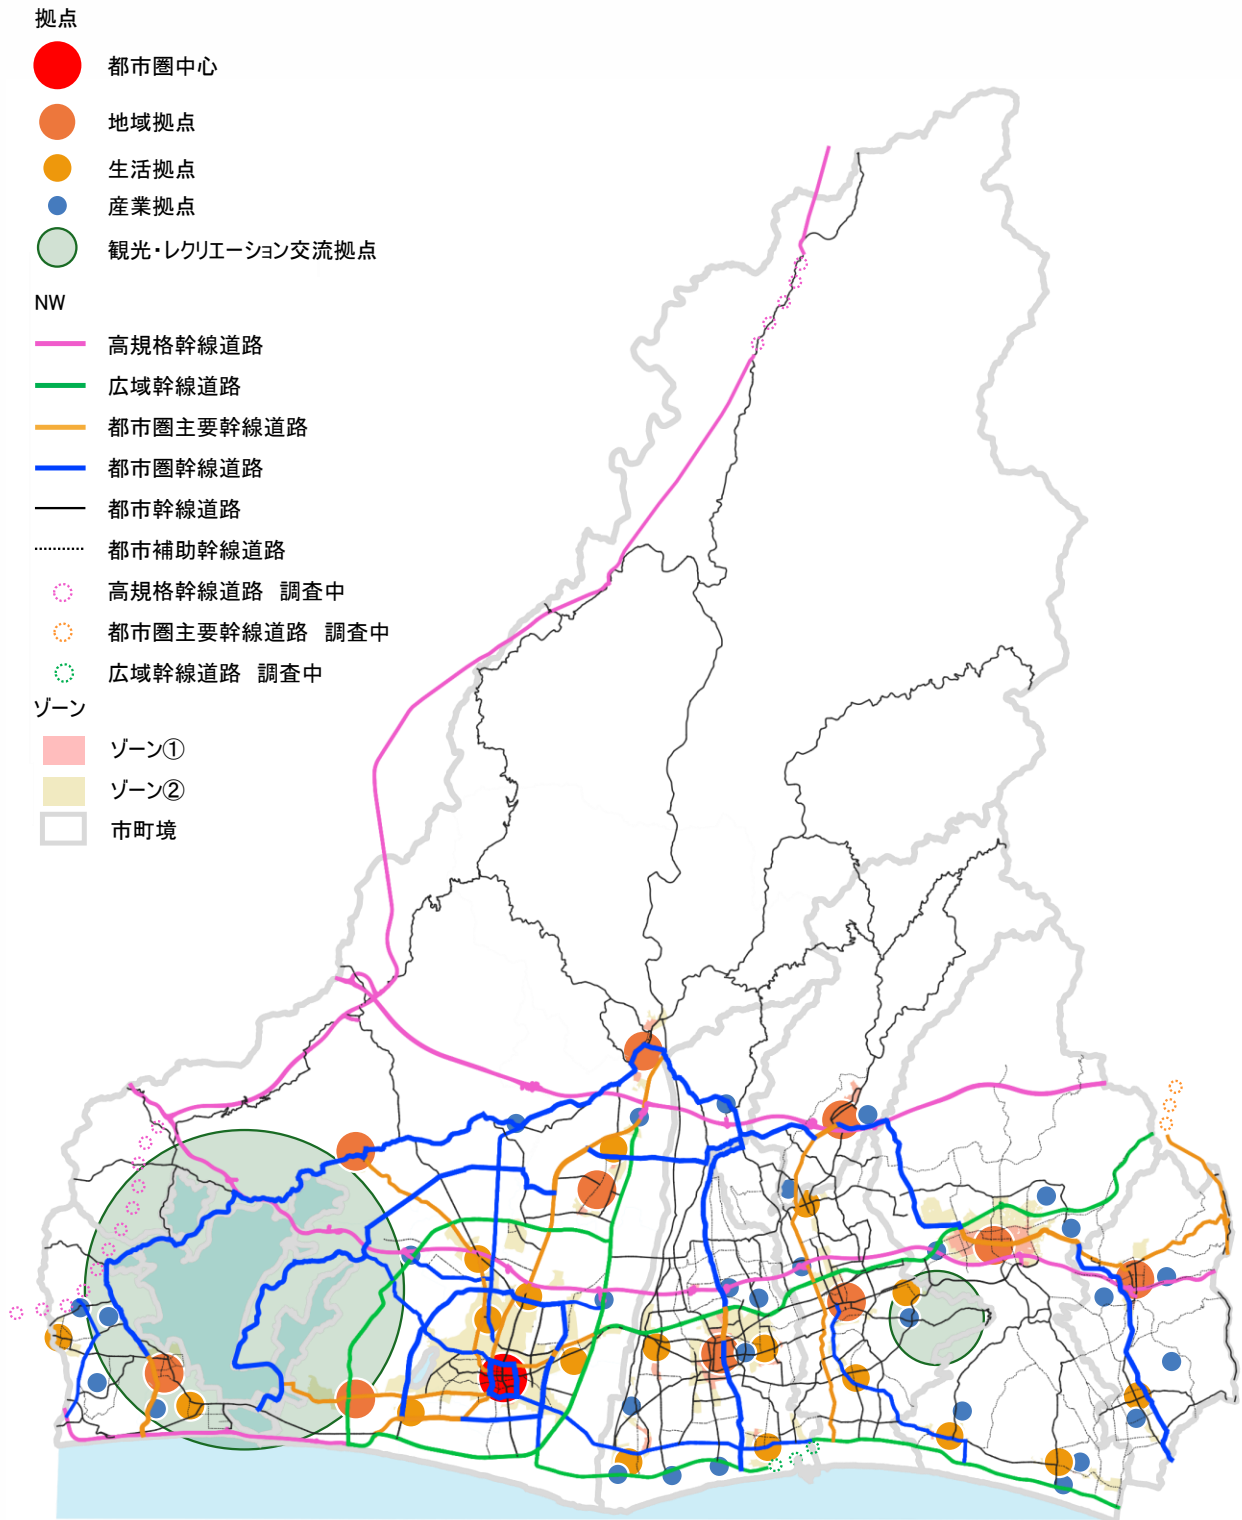 拠点
都市圏中心
地域拠点
生活拠点
産業拠点
観光・レクリエーション交流拠点
NW
高規格幹線道路
広域幹線道路
都市圏主要幹線道路
都市圏幹線道路
都市幹線道路
都市補助幹線道路
高規格幹線道路　調査中
都市圏主要幹線道路　調査中
広域幹線道路　調査中
ゾーン
ゾーン①
ゾーン②
市町境